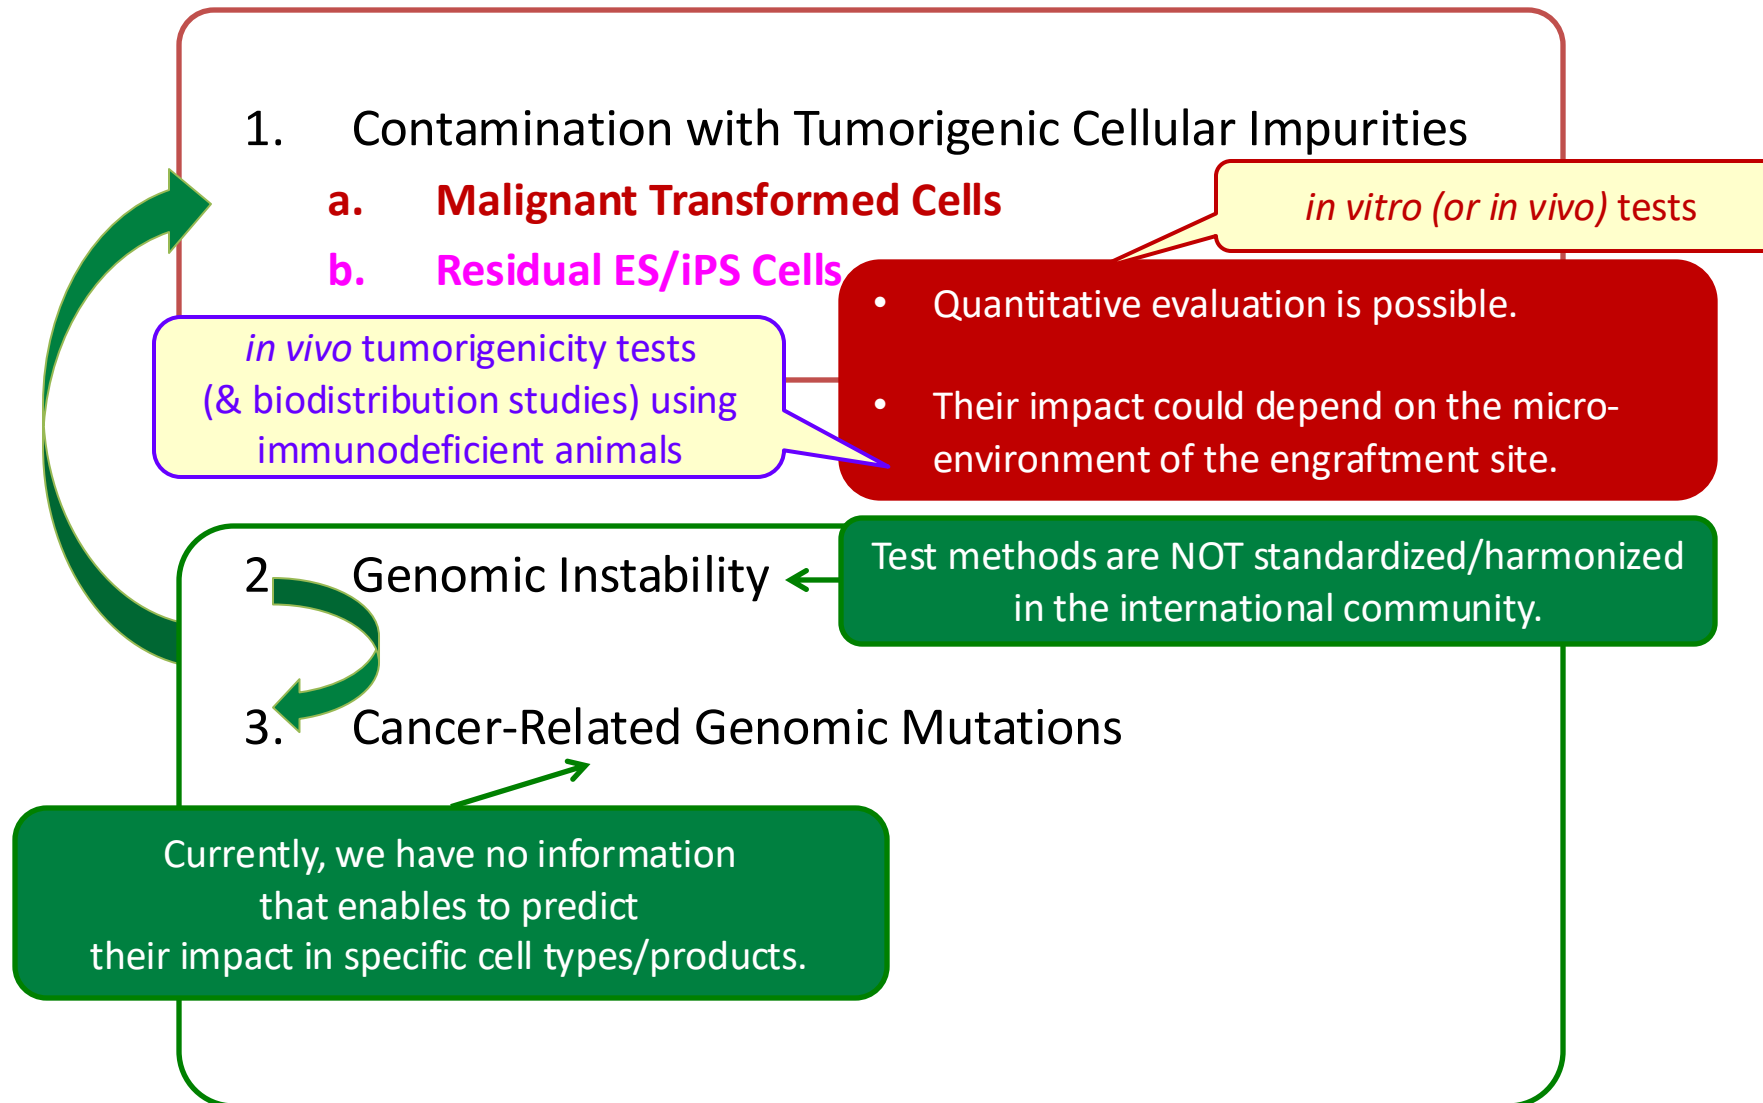 1. Contamination with Tumorigenic Cellular Impurities
a. Malignant Transformed Cells
in vitro (or in vivo) tests
b. Residual ES/iPS Cells
• Quantitative evaluation is possible.
• Their impact could depend on the micro-
environment of the engraftment site.
in vivo tumorigenicity tests
(& biodistribution studies) using
immunodeficient animals
2 Genomic Instability
Test methods are NOT standardized/harmonized
in the international community.
3. Cancer-Related Genomic Mutations
Currently, we have no information
that enables to predict
their impact in specific cell types/products.